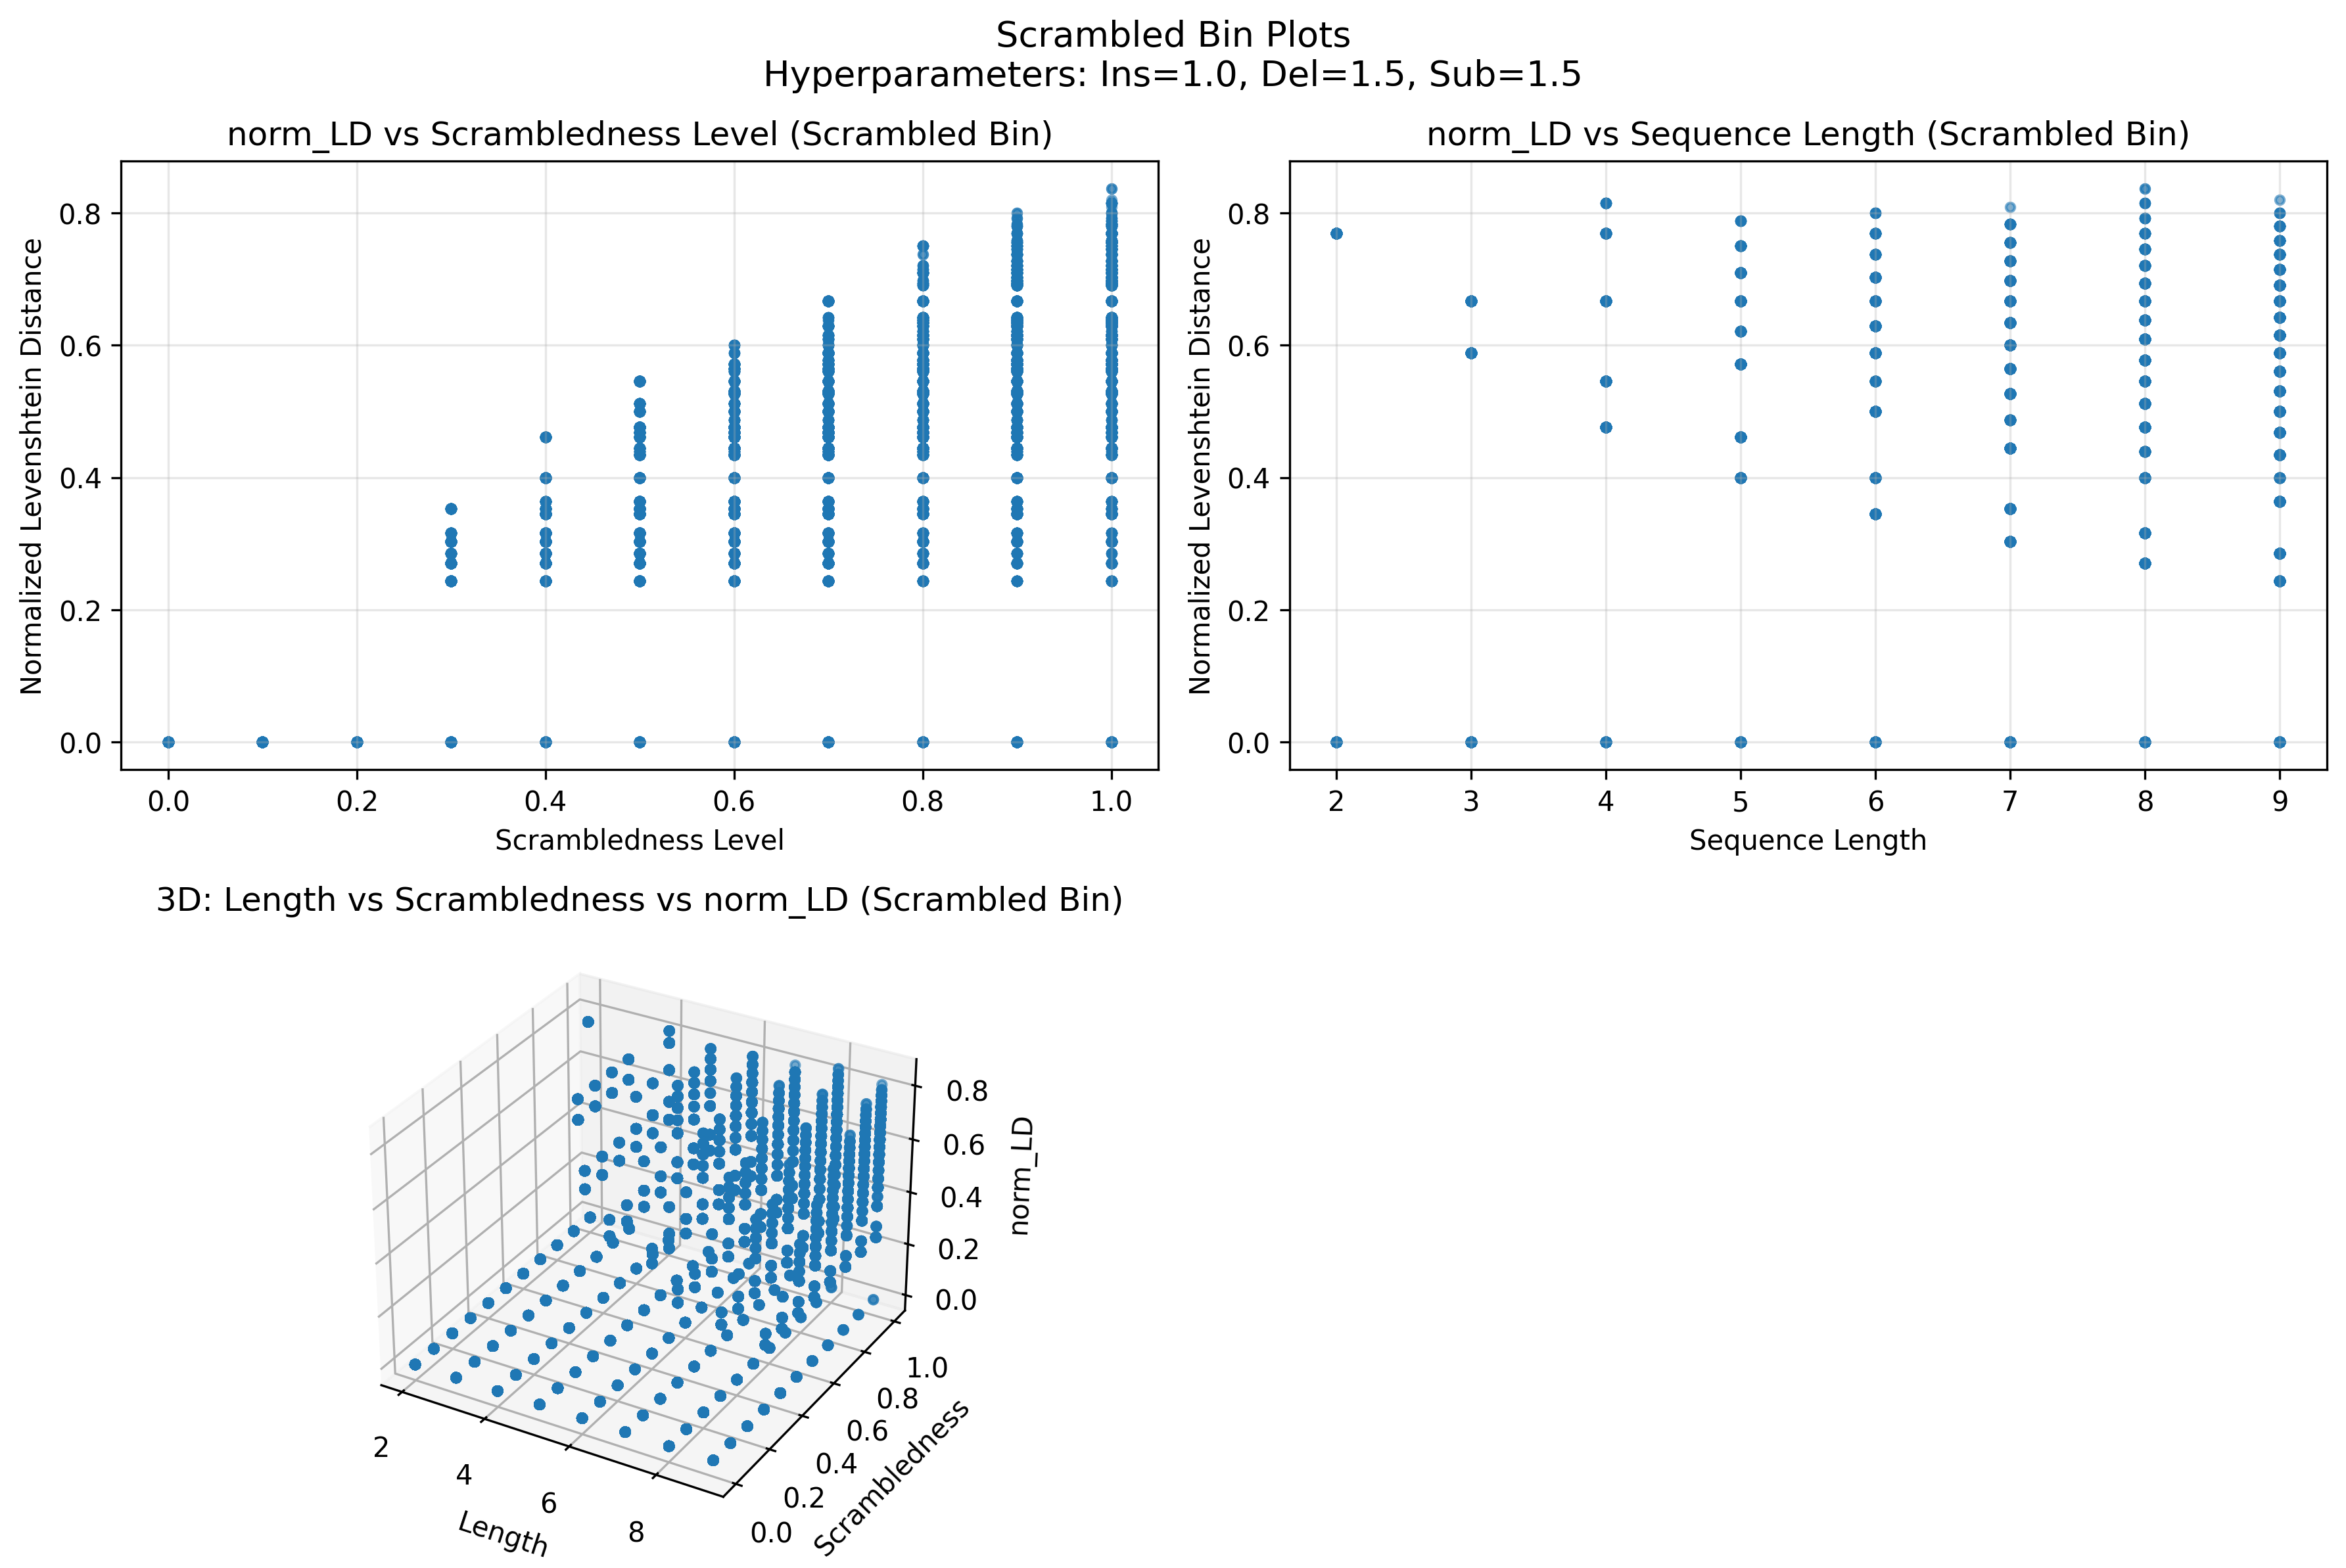 Scrambled Bin Plots
Hyperparameters: Ins=1.0, Del=1.5, Sub=1.5
norm_LD vs Scrambledness Level (Scrambled Bin)
Normalized Levenshtein Distance
0.8
0.6
0.4
0.2
0.0
0.0 0.2 0.4 0.6 0.8 1.0
Scrambledness Level
norm_LD vs Sequence Length (Scrambled Bin)
Normalized Levenshtein Distance
0.8
0.6
0.4
0.2
0.0
2 3 4 5 6 7 8 9
Sequence Length
3D: Length vs Scrambledness vs norm_LD (Scrambled Bin)
0.8
0.6
0.4
0.2
0.0
norm_LD
1.0
0.8
0.6
0.4
0.2
0.0
Scrambledness
2
4
6
8
Length